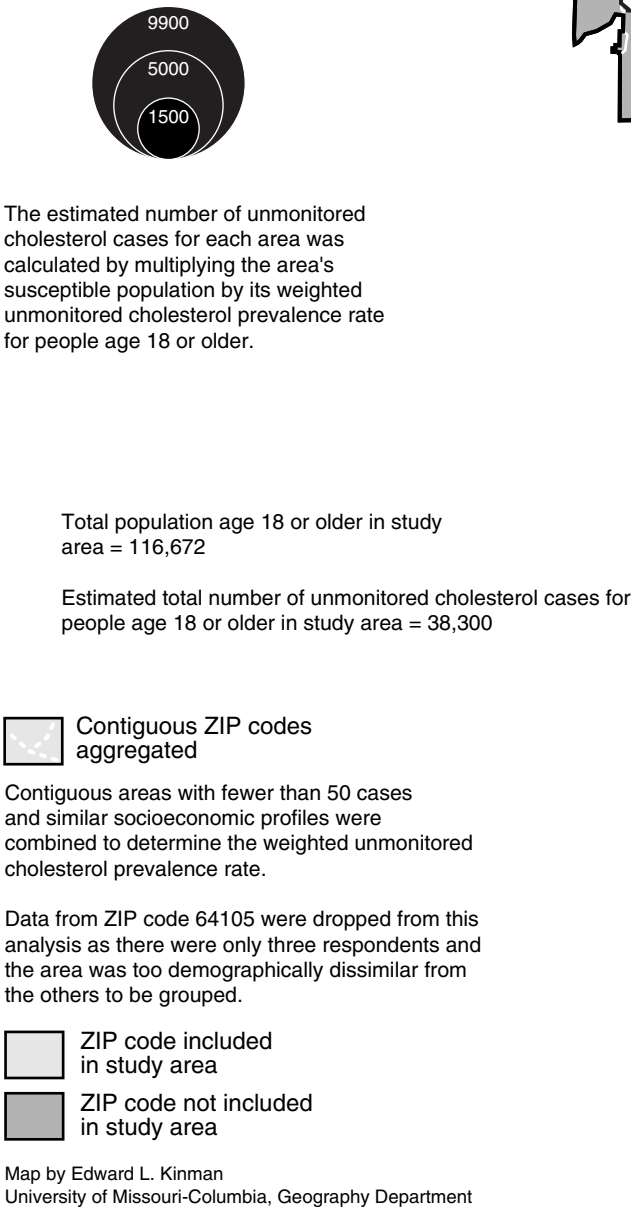 9900
5000
1500
The estimated number of unmonitored
cholesterol cases for each area was
calculated by multiplying the area's
susceptible population by its weighted
unmonitored cholesterol prevalence rate
for people age 18 or older.
Total population age 18 or older in study
area = 116,672
Estimated total number of unmonitored cholesterol cases for
people age 18 or older in study area = 38,300
Contiguous ZIP codes
aggregated
Contiguous areas with fewer than 50 cases
and similar socioeconomic profiles were
combined to determine the weighted unmonitored
cholesterol prevalence rate.
Data from ZIP code 64105 were dropped from this
analysis as there were only three respondents and
the area was too demographically dissimilar from
the others to be grouped.
ZIP code included
in study area
ZIP code not included
in study area
Map by Edward L. Kinman
University of Missouri-Columbia, Geography Department